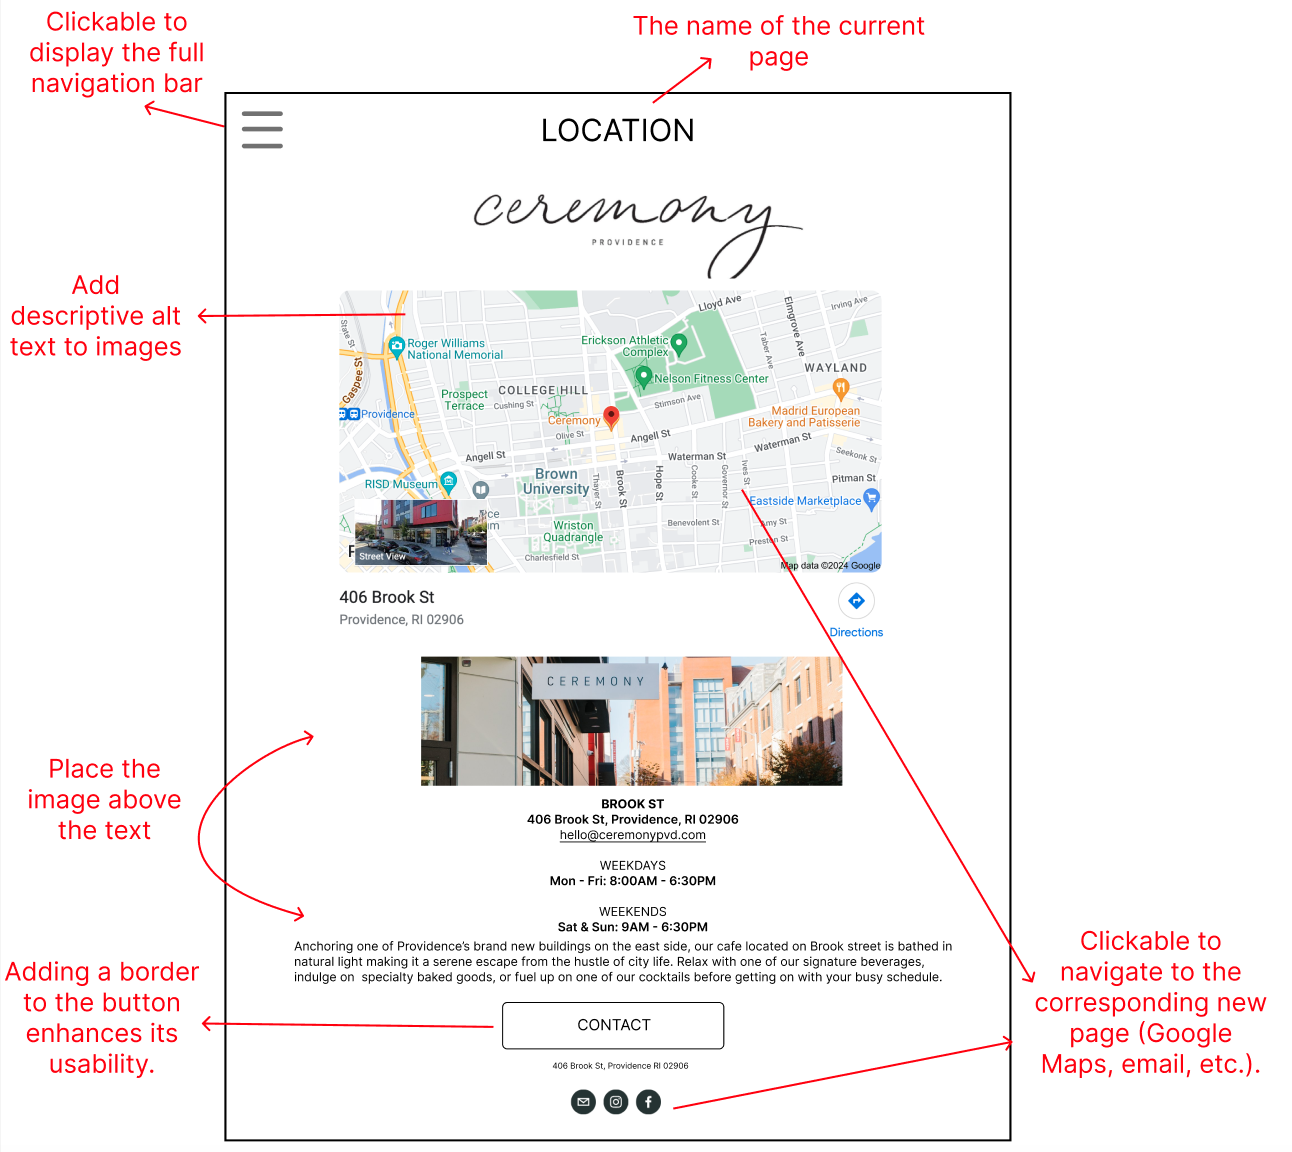 Clickable to
display the full
navigation bar
The name of the current
page
LOCATION
ceremony
PROVIDENCE
Add
descriptive alt
text to images
State St
Gaspee St
Roger Williams
National Memorial
Providence
Prospect
Terrace
COLLEGE HILL
Cushing St
Lloyd Ave
Elmgrove Ave
Irving Ave
Taber Ave
Erickson Athletic
Complex
Nelson Fitness Center
WAYLAND
Stimson Ave
Madrid European
Bakery and Patisserie
Ceremony
Olive St
Angell St
Angell St
Waterman St
Waterman St
Seekonk St
Pitman St
RISD Museum
Brown
University
Thayer St
Brook St
Hope St
Cooke St
Governor St
Ives St
Eastside Marketplace
Wriston
Quadrangle
Benevolent St
Amy St
Preston St
Charlesfield St
Street View
Map data ©2024 Google
406 Brook St
Providence, RI 02906
Directions
CEREMONY
Place the
image above
the text
BROOK ST
406 Brook St, Providence, RI 02906
hello@ceremonypvd.com
WEEKDAYS
Mon - Fri: 8:00AM - 6:30PM
WEEKENDS
Sat & Sun: 9AM - 6:30PM
Anchoring one of Providence’s brand new buildings on the east side, our cafe located on Brook street is bathed in
natural light making it a serene escape from the hustle of city life. Relax with one of our signature beverages,
indulge on specialty baked goods, or fuel up on one of our cocktails before getting on with your busy schedule.
Adding a border
to the button
enhances its
usability.
CONTACT
406 Brook St, Providence RI 02906
Clickable to
navigate to the
corresponding new
page (Google
Maps, email, etc.).